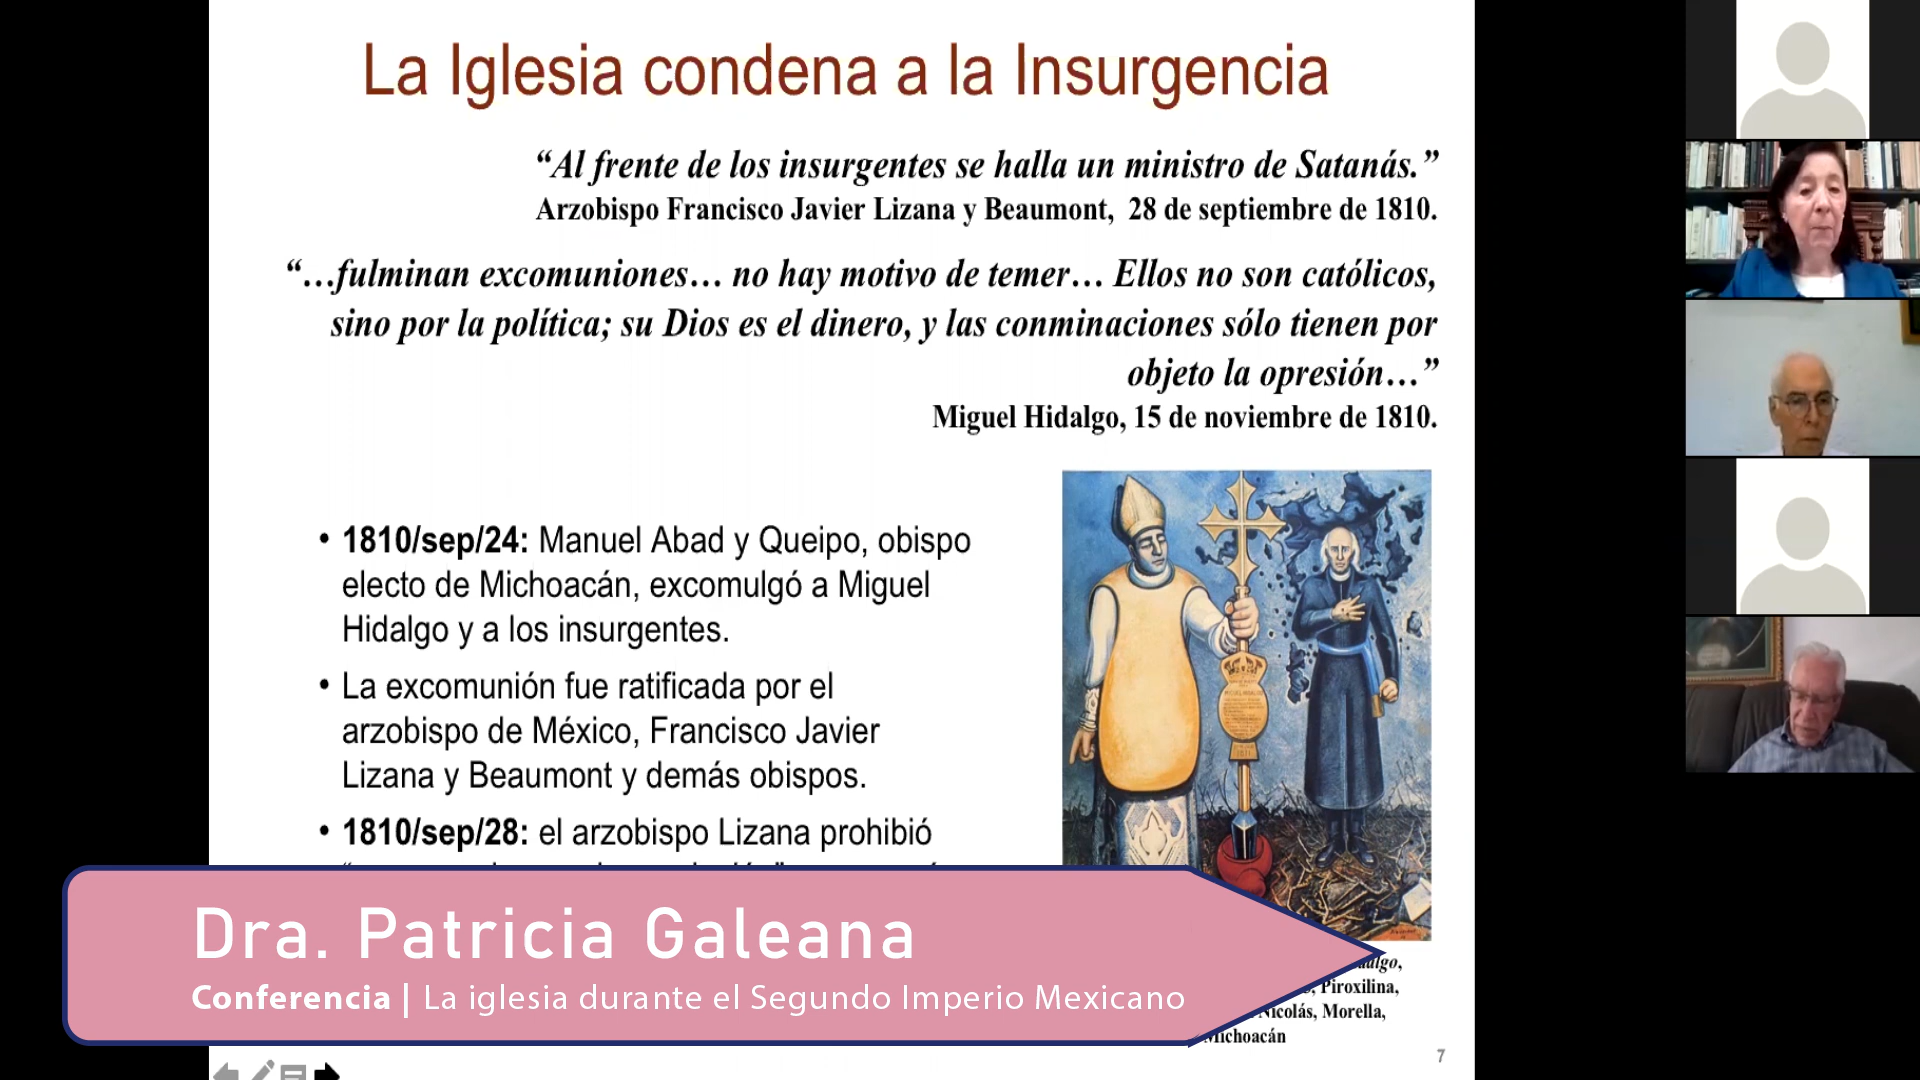 La Iglesia condena a la Insurgencia
“Al frente de los insurgentes se halla un ministro de Satanás.”
Arzobispo Francisco Javier Lizana y Beaumont, 28 de septiembre de 1810.
“…fulminan excomuniones… no hay motivo de temer… Ellos no son católicos,
sino por la política; su Dios es el dinero, y las conminaciones sólo tienen por
objeto la opresión…”
Miguel Hidalgo, 15 de noviembre de 1810.
• 1810/sep/24: Manuel Abad y Queipo, obispo
electo de Michoacán, excomulgó a Miguel
Hidalgo y a los insurgentes.
• La excomunión fue ratificada por el
arzobispo de México, Francisco Javier
Lizana y Beaumont y demás obispos.
• 1810/sep/28: el arzobispo Lizana prohibió
Piroxilina,
Nicolás, Morella,
Michoacán
7
Dra. Patricia Galeana
Conferencia | La iglesia durante el Segundo Imperio Mexicano